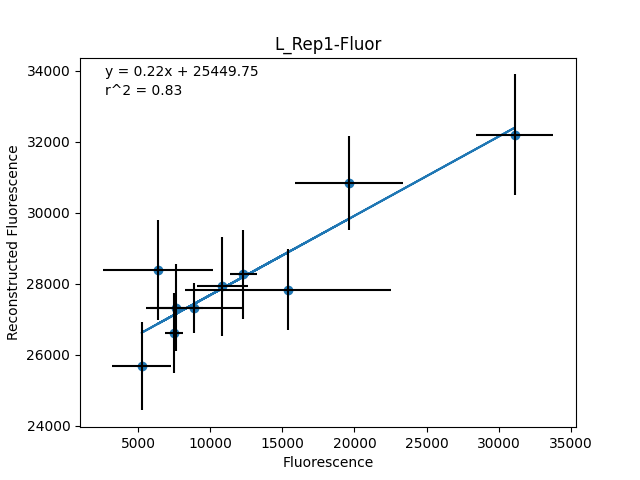 L_Rep1-Fluor
y = 0.22x + 25449.75
r^2 = 0.83
34000
32000
30000
28000
26000
24000
Reconstructed Fluorescence
5000 10000 15000 20000 25000 30000 35000
Fluorescence